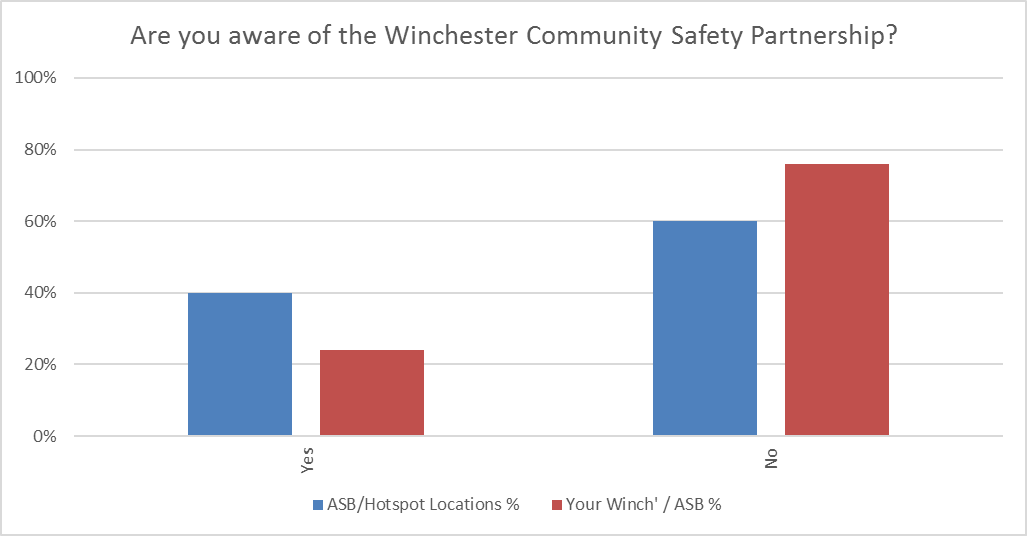 Are you aware of the Winchester Community Safety Partnership?
100%
80%
60%
40%
20%
0%
Yes
No
ASB/Hotspot Locations %
Your Winch' / ASB %